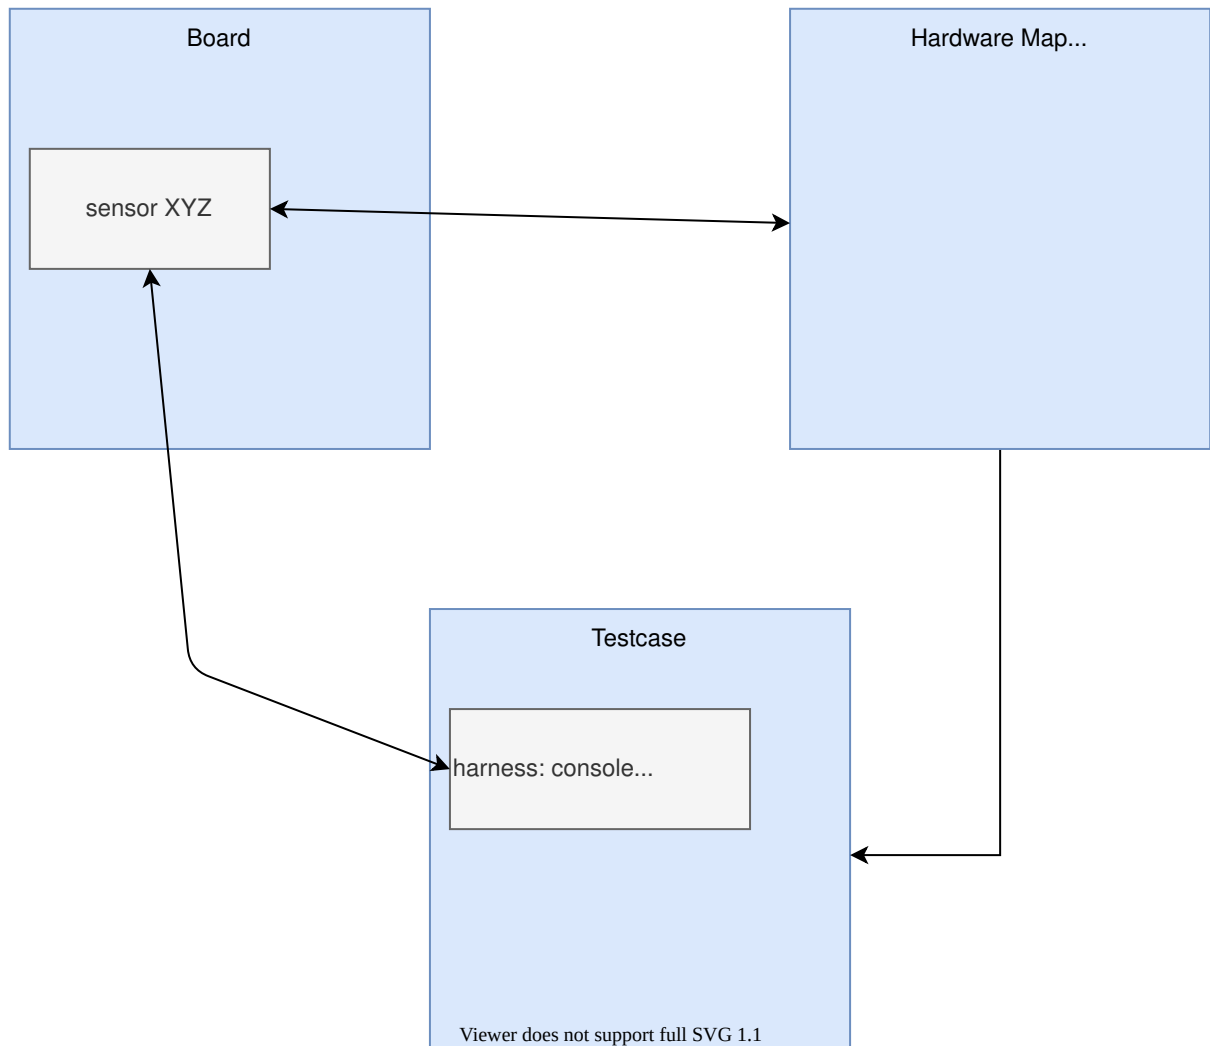 Board
Hardware Map...
sensor XYZ
Testcase
harness: console...
Viewer does not support full SVG 1.1